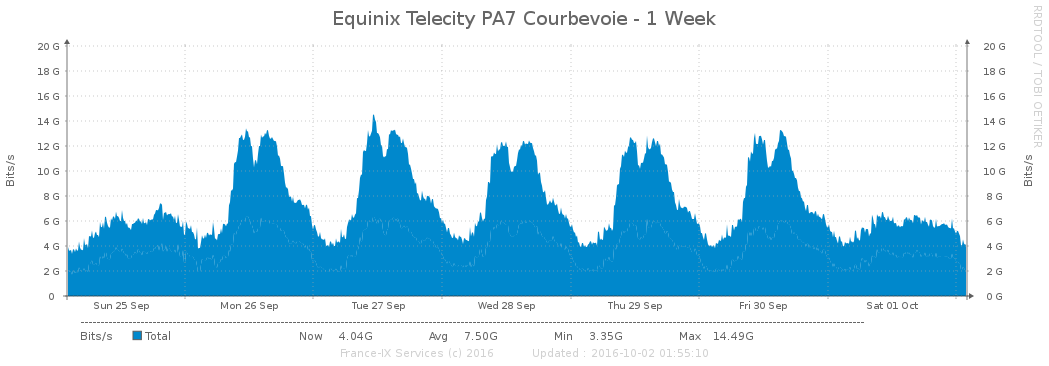 Equinix Telecity PA7 Courbevoie - 1 Week
RRDTOOL / TOBI OETIKER
Bits/s
20 G
18 G
16 G
14 G
12 G
10 G
8 G
6 G
4 G
2 G
0
20 G
18 G
16 G
14 G
12 G
10 G
8 G
6 G
4 G
2 G
0 G
Bits/s
Sun 25 Sep Mon 26 Sep Tue 27 Sep Wed 28 Sep Thu 29 Sep Fri 30 Sep Sat 01 Oct
Bits/s Total Now 4.04G Avg 7.50G Min 3.35G Max 14.49G
France-IX Services (c) 2016 Updated : 2016-10-02 01:55:10